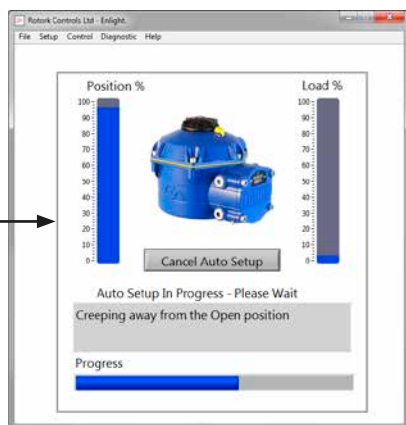 Rotork Controls Ltd - Enlight.
File Setup Control Diagnostic Help
Position % Load %
100 100
90 90
80 80
70 70
60 60
50 50
40 40
30 30
20 20
10 10
0 0
Cancel Auto Setup
Auto Setup In Progress - Please Wait
Creeping away from the Open position
Progress